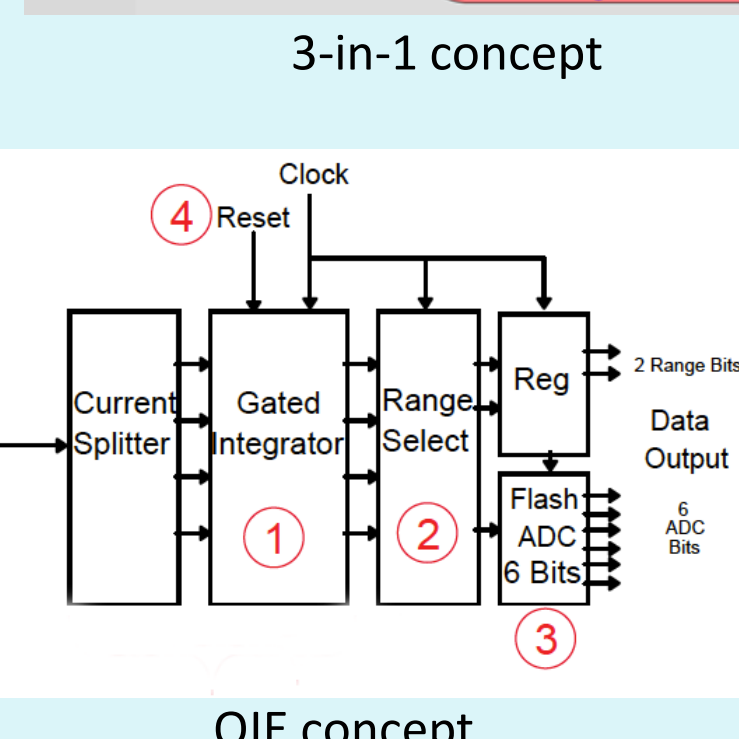 3-in-1 concept
Clock
4 Reset
Current
Splitter
Gated
Integrator
1
Range
Select
2
Reg
Flash
ADC
6 Bits
3
2 Range Bits
Data
Output
6
ADC
Bits
QIE concept